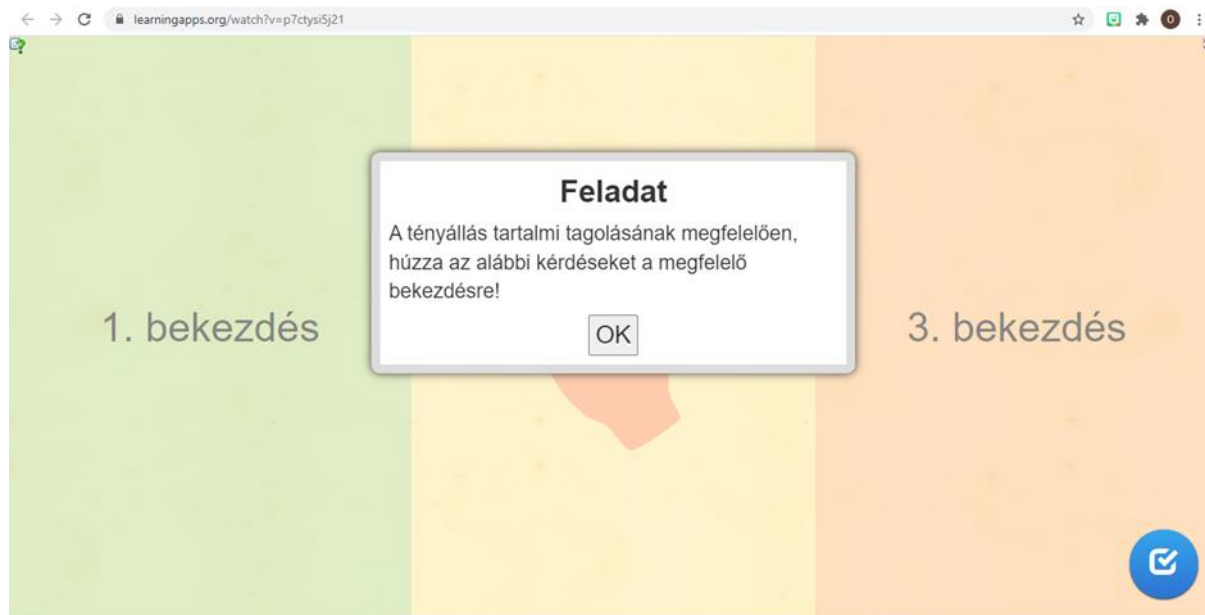 learningapps.org/watch?v=p7ctysi5j21
O
Feladat
A tényállás tartalmi tagolásának megfelelően,
húzza az alábbi kérdéseket a megfelelő
bekezdésre!
OK
1. bekezdés
3. bekezdés